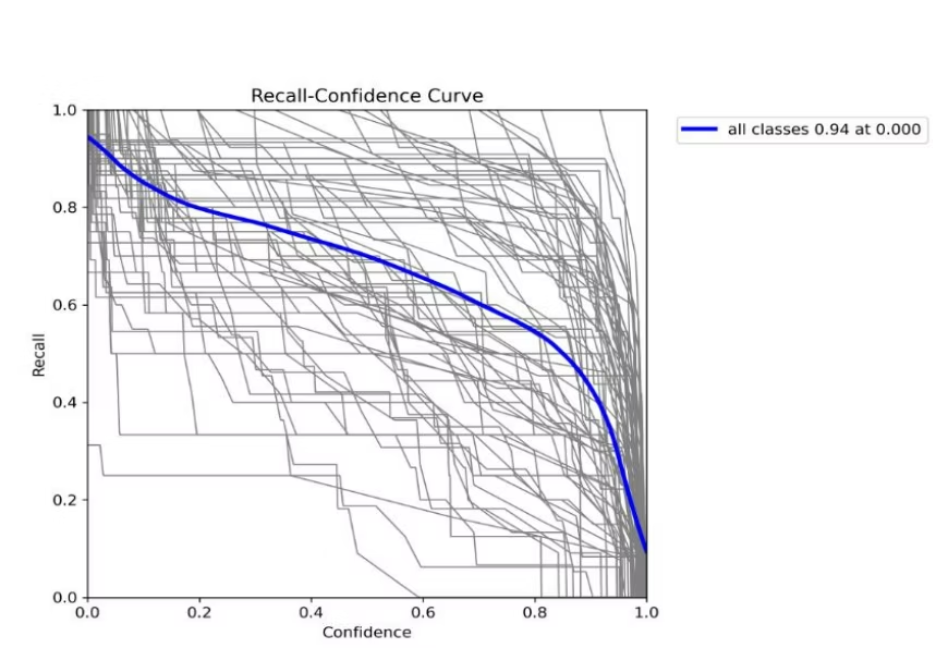 Recall-Confidence Curve
all classes 0.94 at 0.000
Recall
1.0
0.8
0.6
0.4
0.2
0.0
0.0 0.2 0.4 0.6 0.8 1.0
Confidence